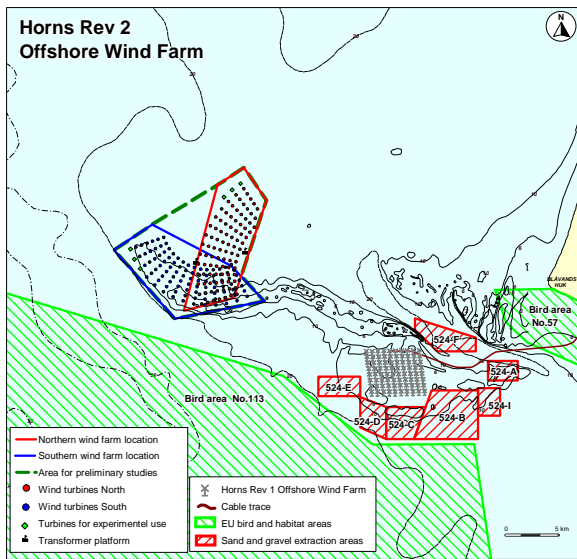 Horns Rev 2
Offshore Wind Farm
N
BLÅVANDS
HUK
Bird area
No.57
524-F
524-A
524-E
Bird area No.113
524-I
524-B
524-D
524-C
Northern wind farm location
Southern wind farm location
Area for preliminary studies
Wind turbines North
Wind turbines South
Turbines for experimental use
Transformer platform
Horns Rev 1 Offshore Wind Farm
Cable trace
EU bird and habitat areas
Sand and gravel extraction areas
0 5 km